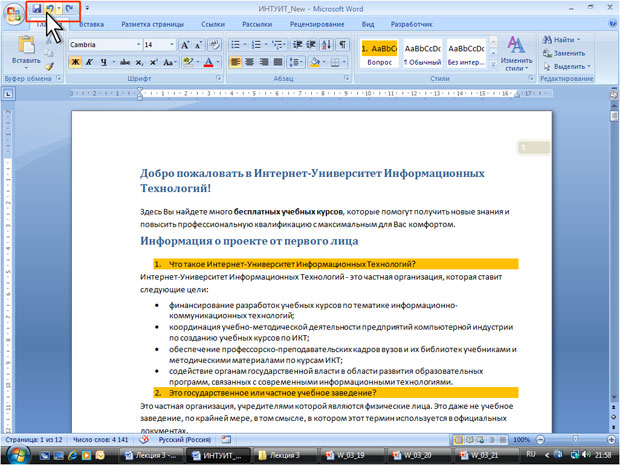 ИНТУИТ_New - Microsoft Word
Главная Вставка Разметка страницы Ссылки Рассылки Рецензирование Вид Разработчик
Вставить
Буфер обмена
Cambria 14
Ж К Ч
Шрифт
Абзац
1. AaBbCc AaBbCcDc AaBbCcDc
Вопрос ¶ Обычный Без интер...
Стили
Изменить стили
Найти
Заменить
Выделить
Редактирование
1
Добро пожаловать в Интернет-Университет Информационных
Технологий!
Здесь Вы найдете много бесплатных учебных курсов, которые помогут получить новые знания и
повысить профессиональную квалификацию с максимальным для Вас комфортом.
Информация о проекте от первого лица
1. Что такое Интернет-Университет Информационных Технологий?
Интернет-Университет Информационных Технологий - это частная организация, которая ставит
следующие цели:
• финансирование разработок учебных курсов по тематике информационно-
коммуникационных технологий;
• координация учебно-методической деятельности предприятий компьютерной индустрии
по созданию учебных курсов по ИКТ;
• обеспечение профессорско-преподавательских кадров вузов и их библиотек учебниками и
методическими материалами по курсам ИКТ;
• содействие органам государственной власти в области развития образовательных
программ, связанных с современными информационными технологиями.
2. Это государственное или частное учебное заведение?
Это частная организация, учредителями которой являются физические лица. Это даже не учебное
заведение, по крайней мере, в том смысле, в котором этот термин используется в официальных
документах.
Страница: 1 из 12 Число слов: 4 141 Русский (Россия) 100%
Лекция 3 - ... ИНТУИТ_... Лекция 3 W_03_19 W_03_20 W_03_21 RU 21:58